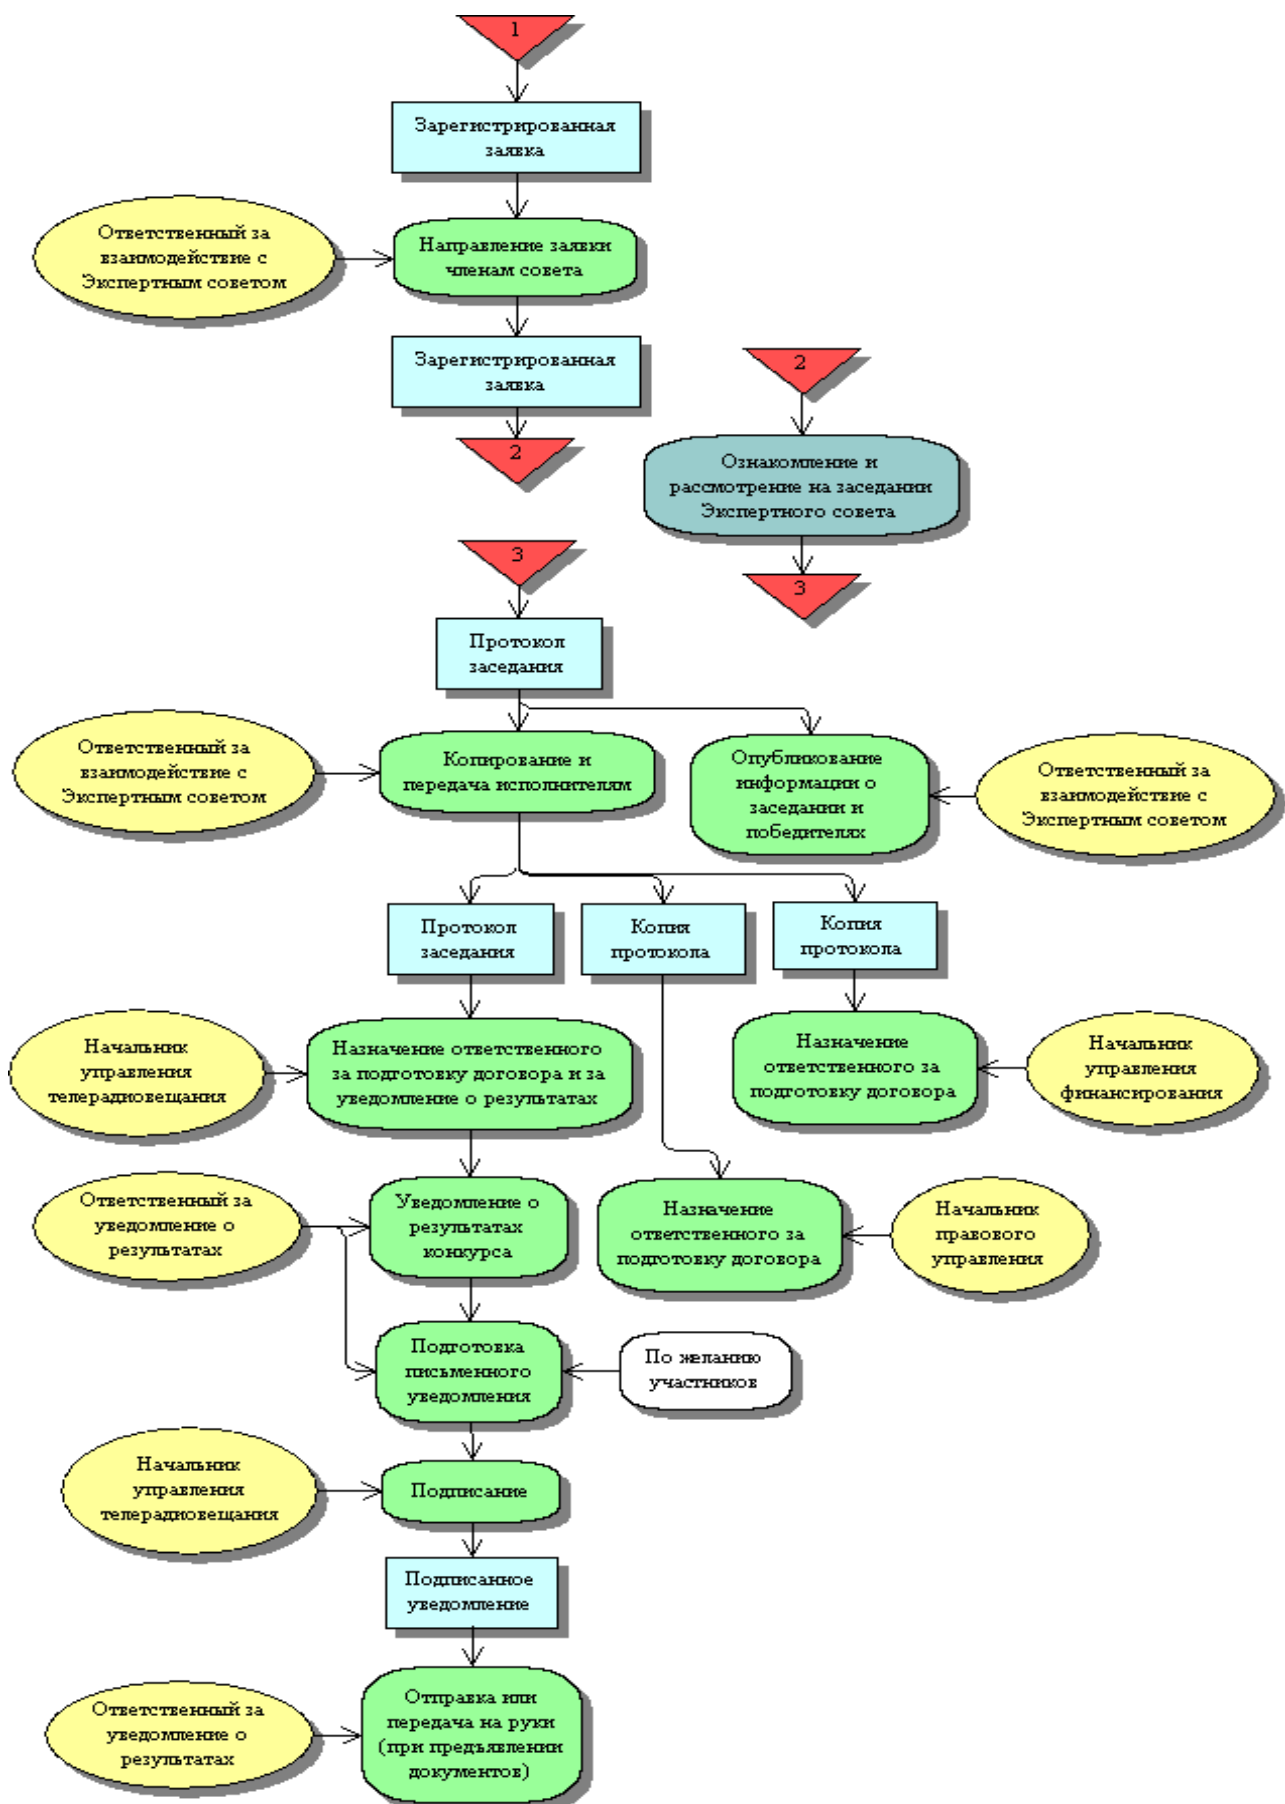 1
Зарегистрированная
заявка
Ответственный за
взаимодействие с
Экспертным советом
Направление заявки
членам совета
Зарегистрированная
заявка
2
2
Ознакомление и
рассмотрение на заседании
Экспертного совета
3
3
Протокол
заседания
Ответственный за
взаимодействие с
Экспертным советом
Копирование и
передача исполнителям
Опубликование
информации о
заседании и
победителях
Ответственный за
взаимодействие с
Экспертным советом
Протокол
заседания
Копия
протокола
Копия
протокола
Начальник
управления
телерадиовещания
Назначение ответственного
за подготовку договора и за
уведомление о результатах
Назначение
ответственного за
подготовку договора
Начальник
управления
финансирования
Ответственный за
уведомление о
результатах
Уведомление о
результатах
конкурса
Назначение
ответственного за
подготовку договора
Начальник
правового
управления
Подготовка
письменного
уведомления
По желанию
участников
Начальник
управления
телерадиовещания
Подписание
Подписанное
уведомление
Ответственный за
уведомление о
результатах
Отправка или
передача на руки
(при предъявлении
документов)